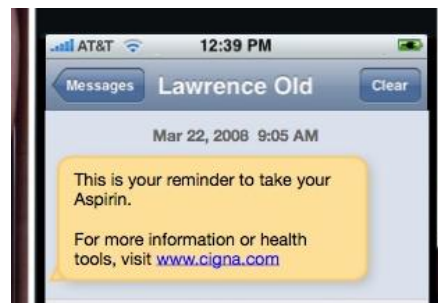 AT&T 12:39 PM
Messages Lawrence Old Clear
Mar 22, 2008 9:05 AM
This is your reminder to take your
Aspirin.
For more information or health
tools, visit www.cigna.com